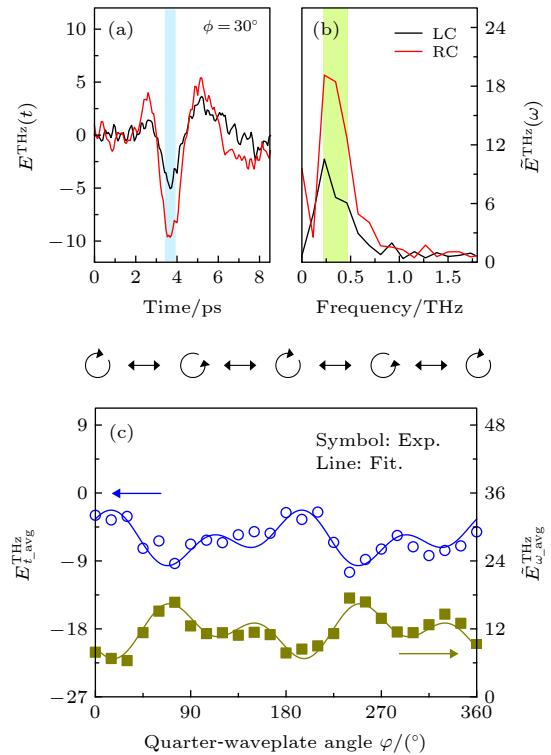 (a) ϕ = 30°
12
5
0
−5
−10
E^THz(t)
0 2 4 6 8
Time/ps
(b) LC
RC
24
18
12
6
0
Ẽ^THz(ω)
0 0.5 1.0 1.5
Frequency/THz
(c)
Symbol: Exp.
Line: Fit.
9
0
−9
−18
−27
E^THz_t_avg
48
36
24
12
0
Ẽ^THz_ω_avg
0 90 180 270 360
Quarter-waveplate angle φ/(°)